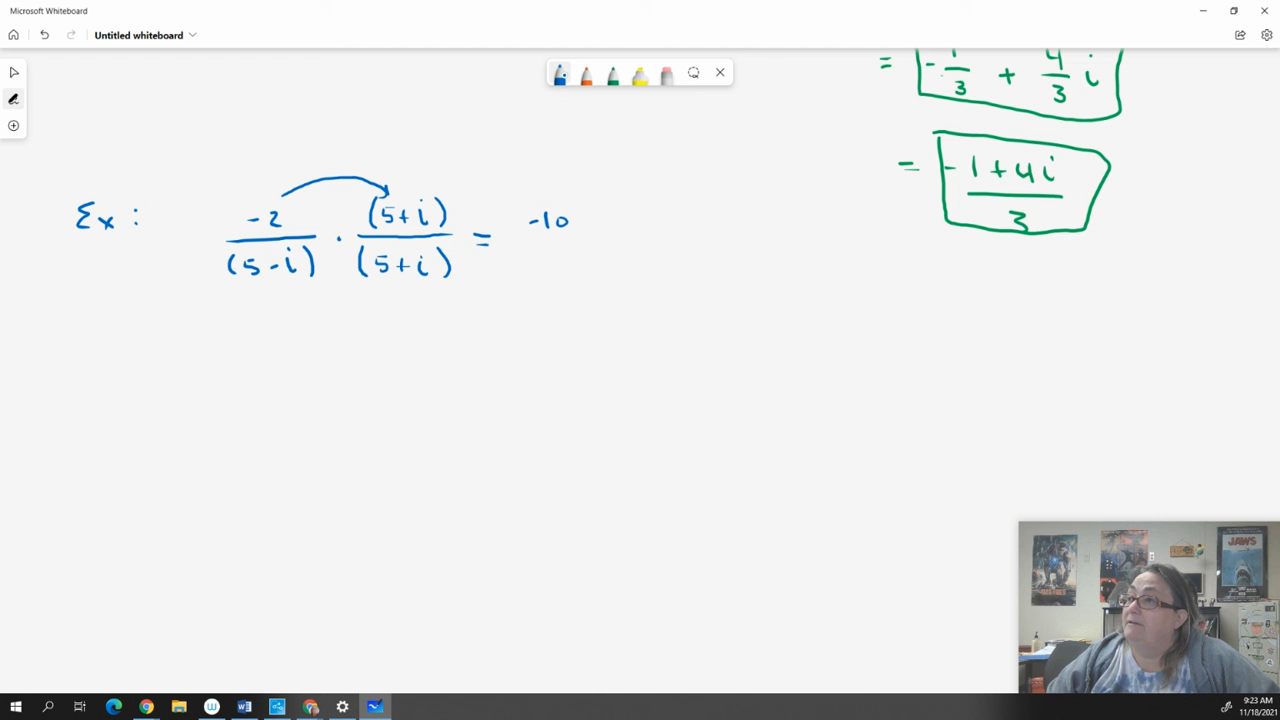 Microsoft Whiteboard
Untitled whiteboard
= -1/3 + 4/3 i
= -1+4i/3
Ex : -2/(5-i) · (5+i)/(5+i) = -10
JAWS
9:23 AM
11/18/2021